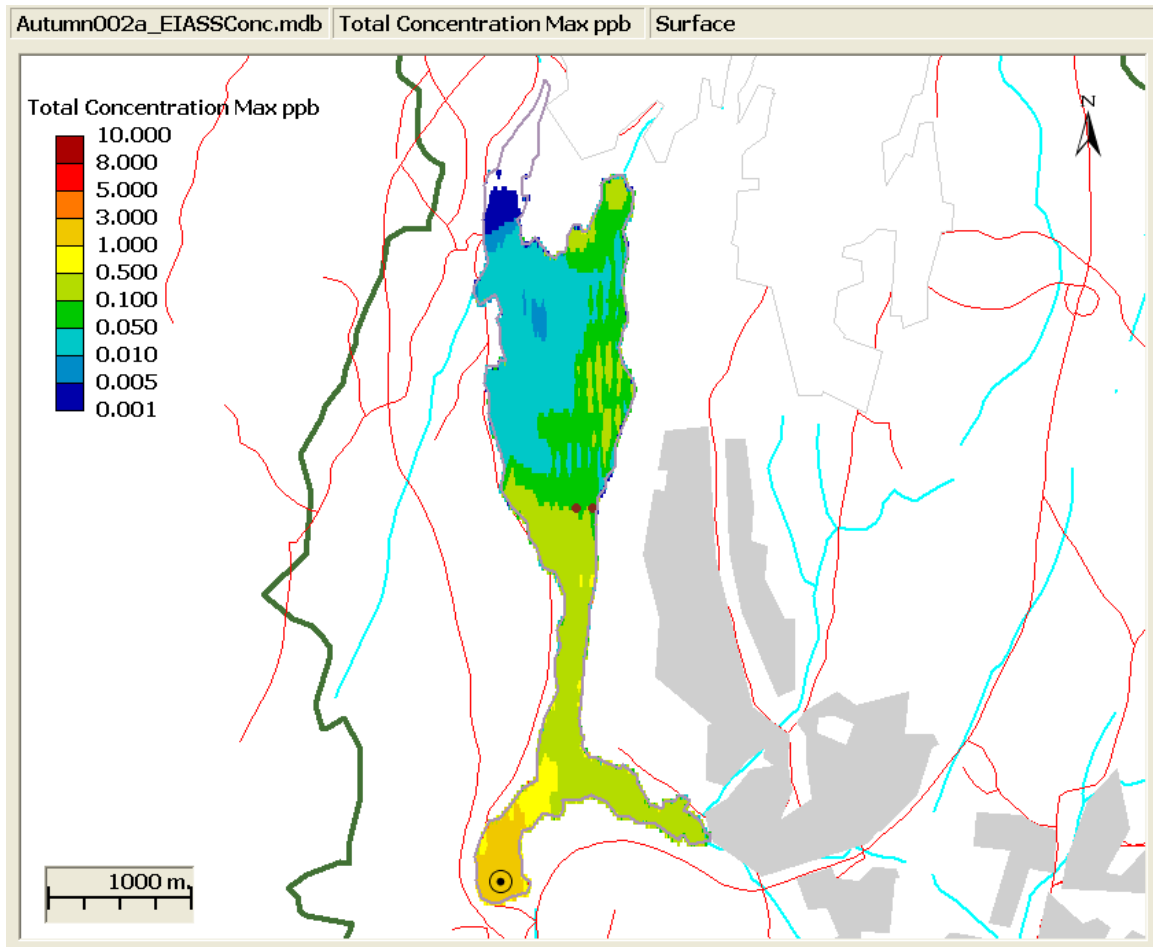 Autumn002a_EIASSConc.mdb Total Concentration Max ppb Surface
Total Concentration Max ppb
10.000
8.000
5.000
3.000
1.000
0.500
0.100
0.050
0.010
0.005
0.001
N
1000 m.